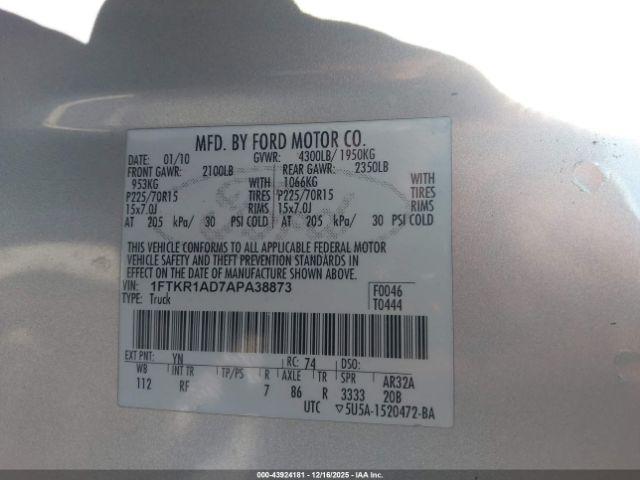 MFD. BY FORD MOTOR CO.
DATE: 01/10 GVWR: 4300LB/ 1950KG
FRONT GAWR: 2100LB REAR GAWR: 2350LB
953KG WITH 1066KG WITH
P225/70R15 TIRES P225/70R15 TIRES
15x7.0J RIMS 15x7.0J RIMS
AT 205 kPa/ 30 PSI COLD AT 205 kPa/ 30 PSI COLD
THIS VEHICLE CONFORMS TO ALL APPLICABLE FEDERAL MOTOR
VEHICLE SAFETY AND THEFT PREVENTION STANDARDS IN
EFFECT ON THE DATE OF MANUFACTURE SHOWN ABOVE.
VIN: 1FTKR1AD7APA38873 F0046
TYPE: Truck T0444
EXT PNT: YN RC: 74 DSO:
WB INT TR TP/PS R AXLE TR SPR AR32A
112 RF 7 86 R 3333 20B
UTC ▽5U5A-1520472-BA
000-43924181 - 12/16/2025 - IAA Inc.